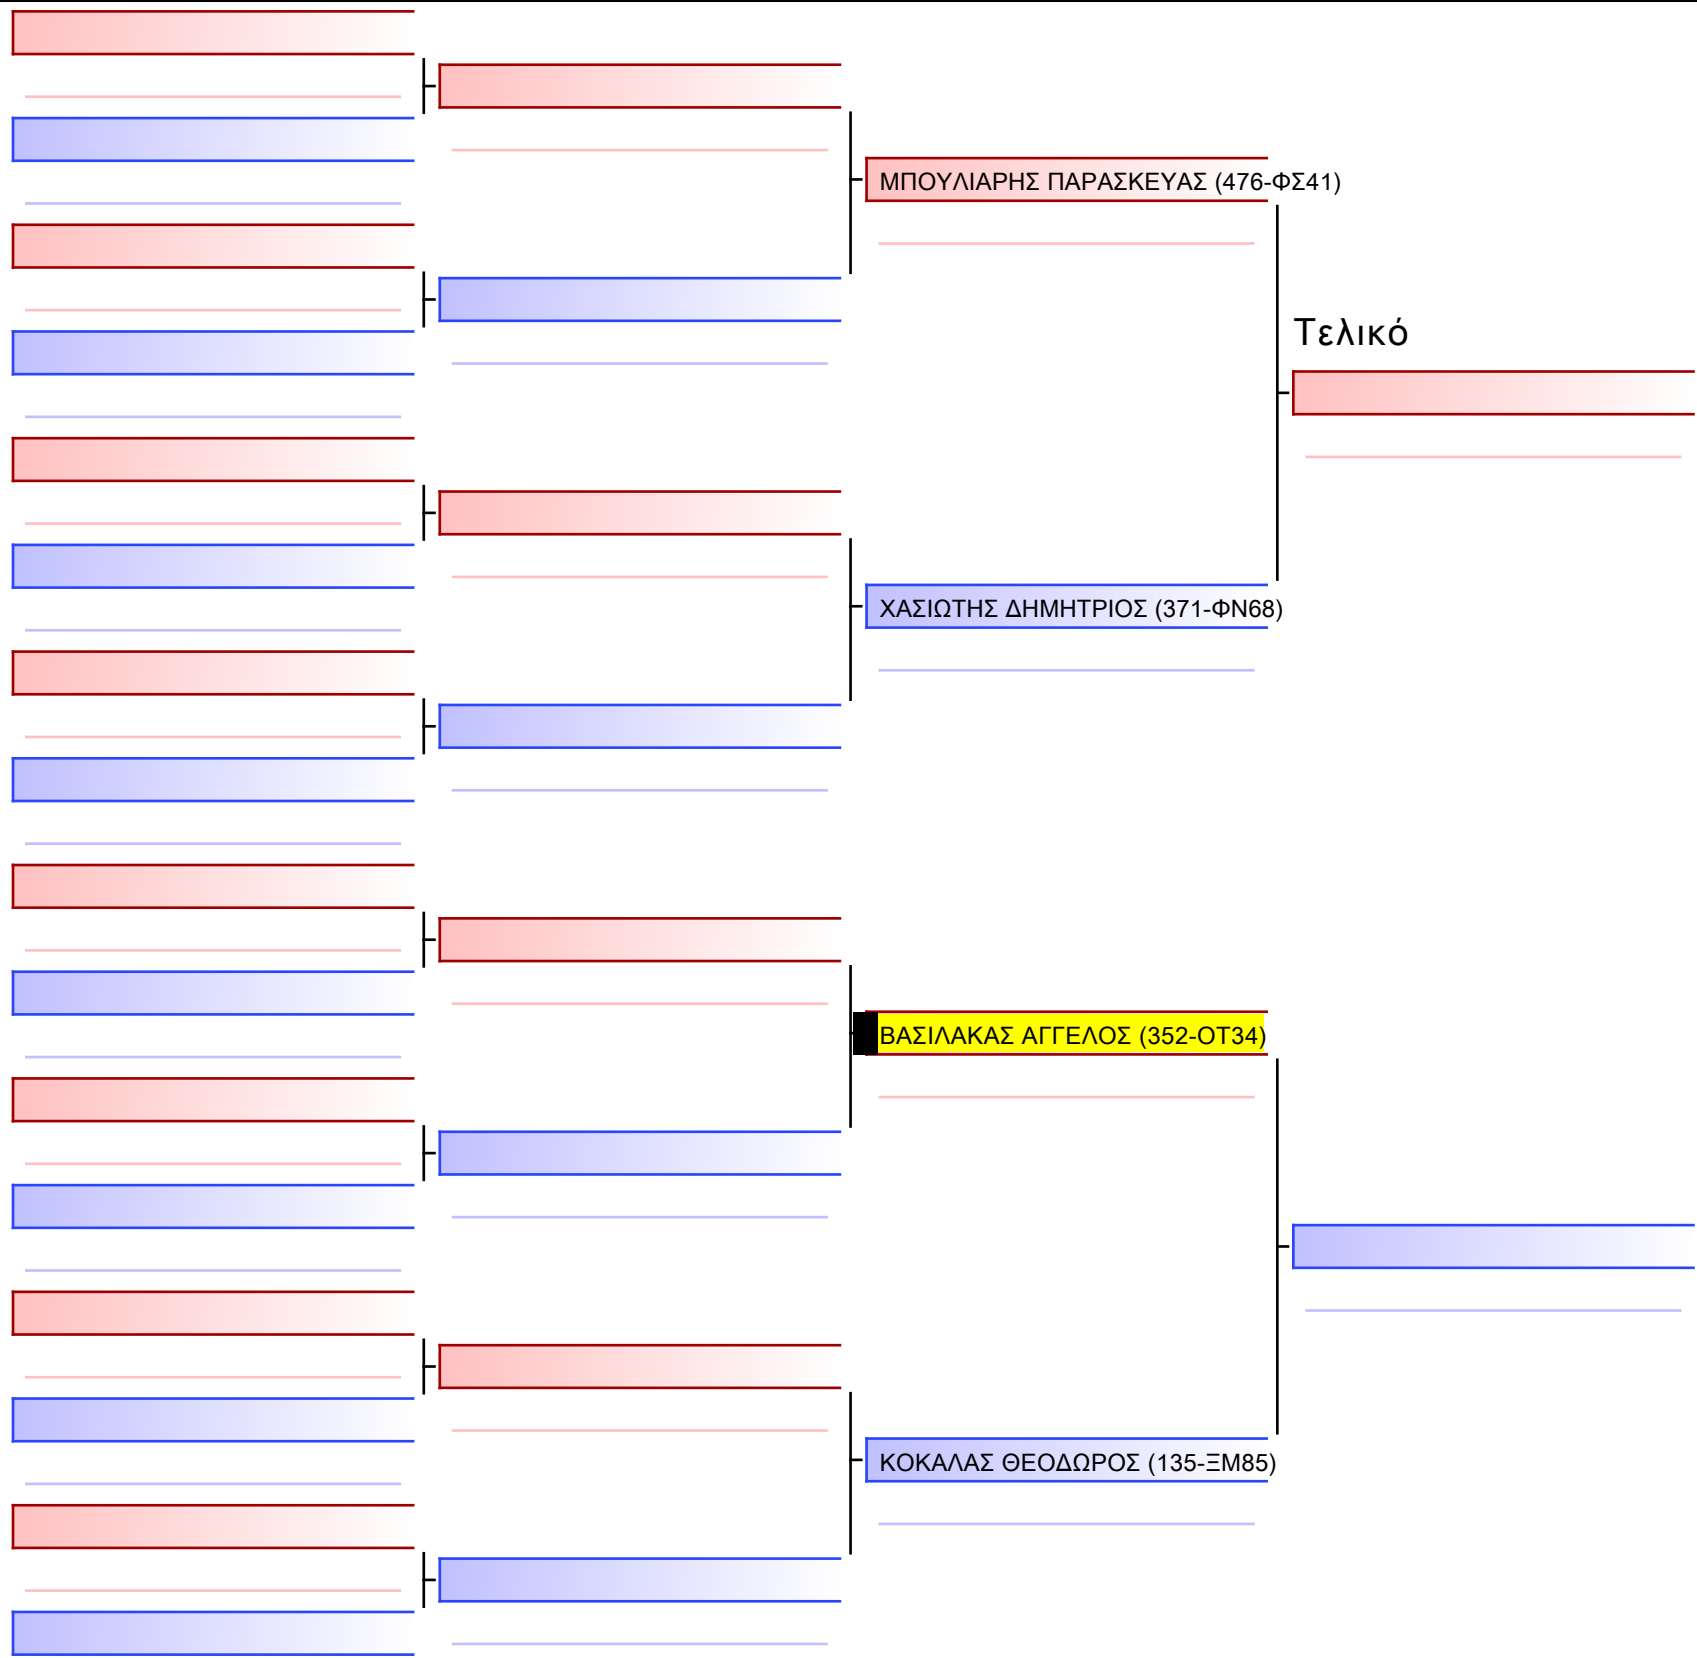 ΜΠΟΥΛΙΑΡΗΣ ΠΑΡΑΣΚΕΥΑΣ (476-ΦΣ41)
Τελικό
ΧΑΣΙΩΤΗΣ ΔΗΜΗΤΡΙΟΣ (371-ΦΝ68)
ΒΑΣΙΛΑΚΑΣ ΑΓΓΕΛΟΣ (352-ΟΤ34)
ΚΟΚΑΛΑΣ ΘΕΟΔΩΡΟΣ (135-ΞΜ85)